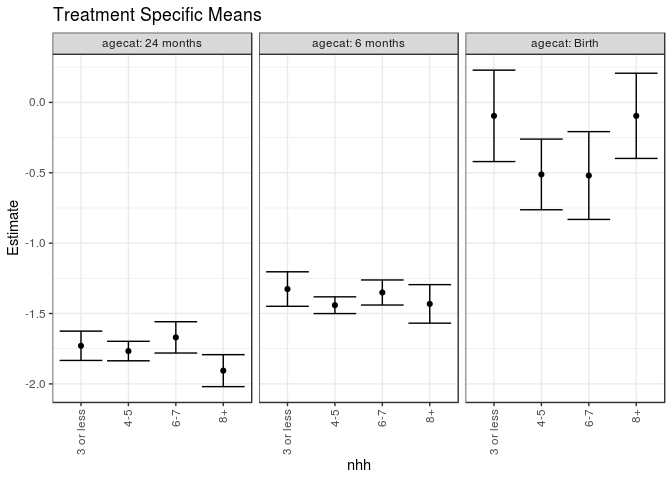 Treatment Specific Means
agecat: 24 months
agecat: 6 months
agecat: Birth
Estimate
0.0
-0.5
-1.0
-1.5
-2.0
3 or less
4-5
6-7
8+
3 or less
4-5
6-7
8+
3 or less
4-5
6-7
8+
nhh